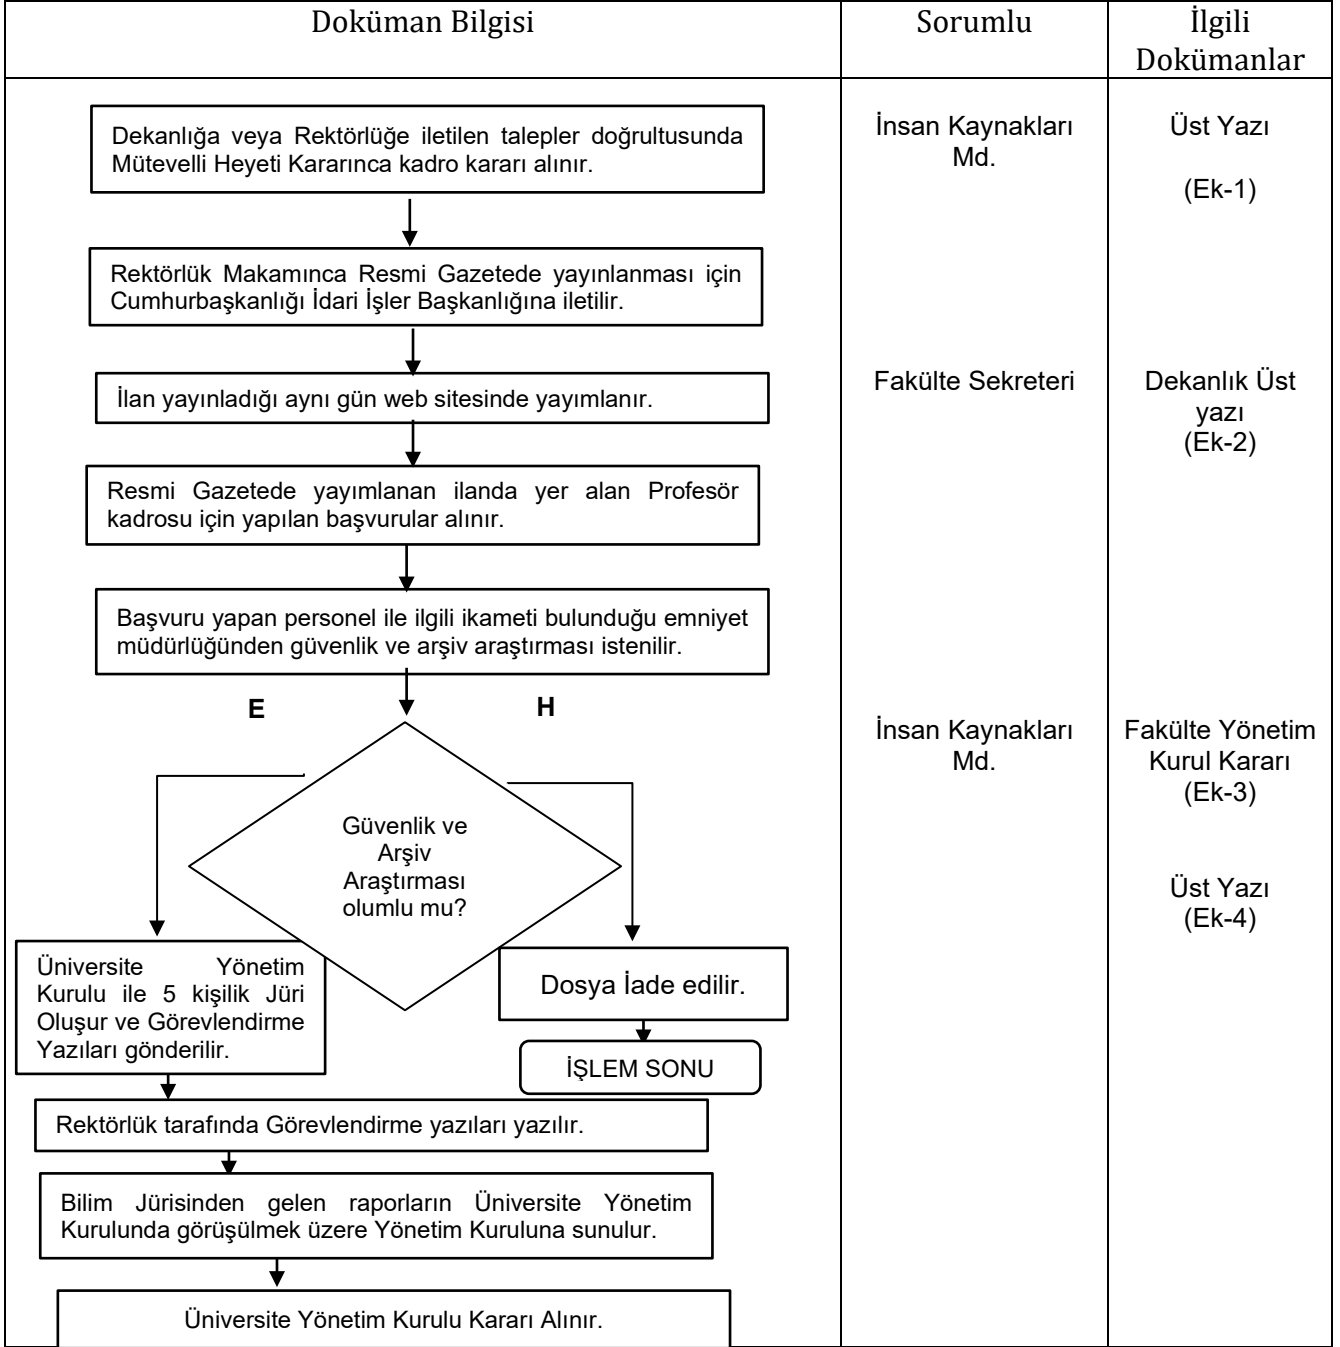 Doküman Bilgisi
Sorumlu
İlgili
Dokümanlar
Dekanlığa veya Rektörlüğe iletilen talepler doğrultusunda
Mütevelli Heyeti Kararınca kadro kararı alınır.
İnsan Kaynakları
Md.
Üst Yazı
(Ek-1)
Rektörlük Makamınca Resmi Gazetede yayınlanması için
Cumhurbaşkanlığı İdari İşler Başkanlığına iletilir.
İlan yayınladığı aynı gün web sitesinde yayımlanır.
Fakülte Sekreteri
Dekanlık Üst
yazı
(Ek-2)
Resmi Gazetede yayımlanan ilanda yer alan Profesör
kadrosu için yapılan başvurular alınır.
Başvuru yapan personel ile ilgili ikameti bulunduğu emniyet
müdürlüğünden güvenlik ve arşiv araştırması istenilir.
E
H
İnsan Kaynakları
Md.
Fakülte Yönetim
Kurul Kararı
(Ek-3)
Güvenlik ve
Arşiv
Araştırması
olumlu mu?
Üst Yazı
(Ek-4)
Üniversite Yönetim
Kurulu ile 5 kişilik Jüri
Oluşur ve Görevlendirme
Yazıları gönderilir.
Dosya İade edilir.
İŞLEM SONU
Rektörlük tarafında Görevlendirme yazıları yazılır.
Bilim Jürisinden gelen raporların Üniversite Yönetim
Kurulunda görüşülmek üzere Yönetim Kuruluna sunulur.
Üniversite Yönetim Kurulu Kararı Alınır.